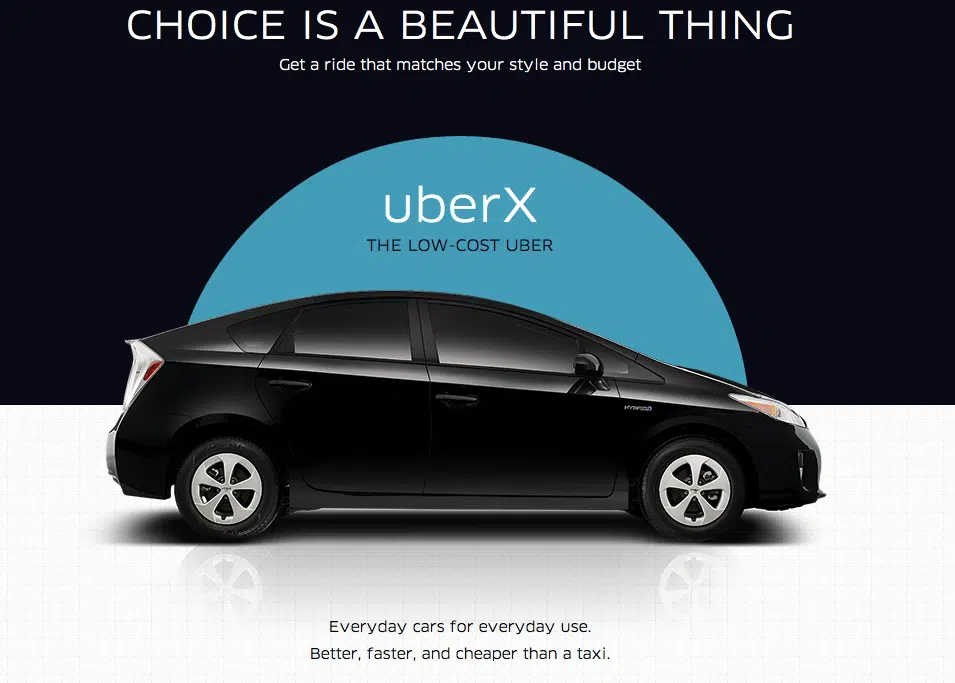 CHOICE IS A BEAUTIFUL THING
Get a ride that matches your style and budget
uberX
THE LOW-COST UBER
HYBRID
Everyday cars for everyday use.
Better, faster, and cheaper than a taxi.